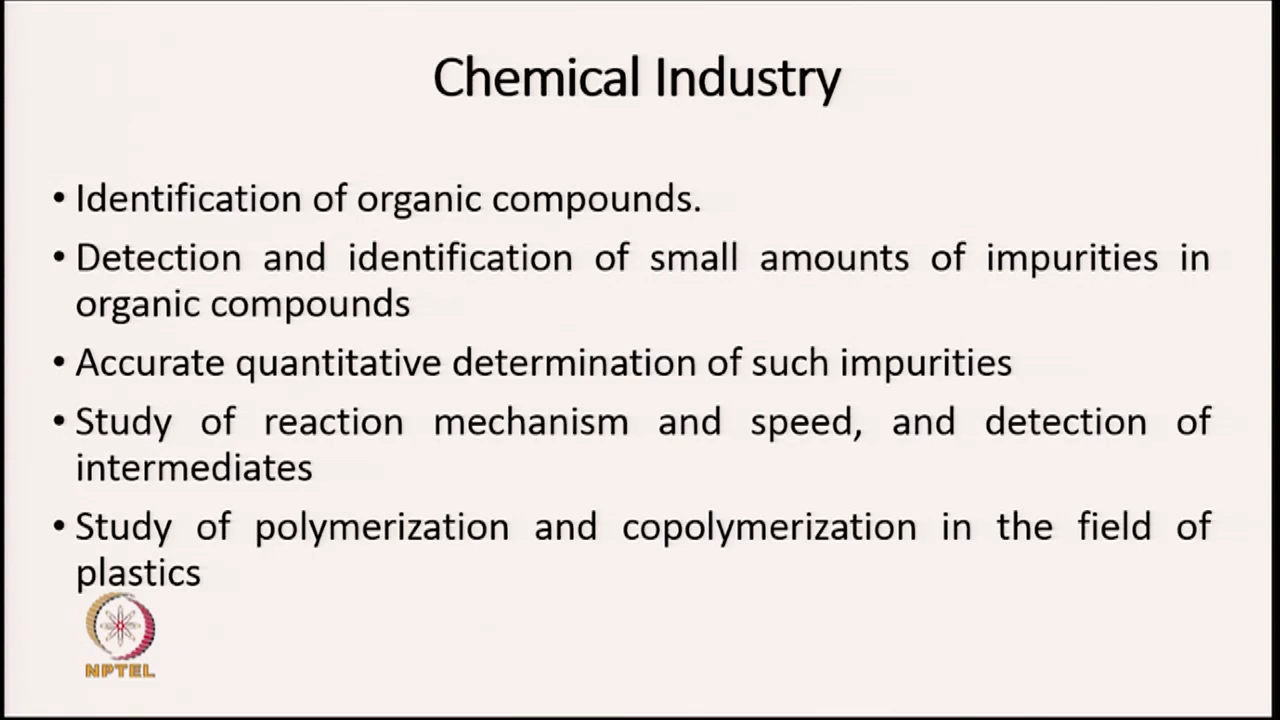 Chemical Industry
• Identification of organic compounds.
• Detection and identification of small amounts of impurities in
organic compounds
• Accurate quantitative determination of such impurities
• Study of reaction mechanism and speed, and detection of
intermediates
• Study of polymerization and copolymerization in the field of
plastics
NPTEL